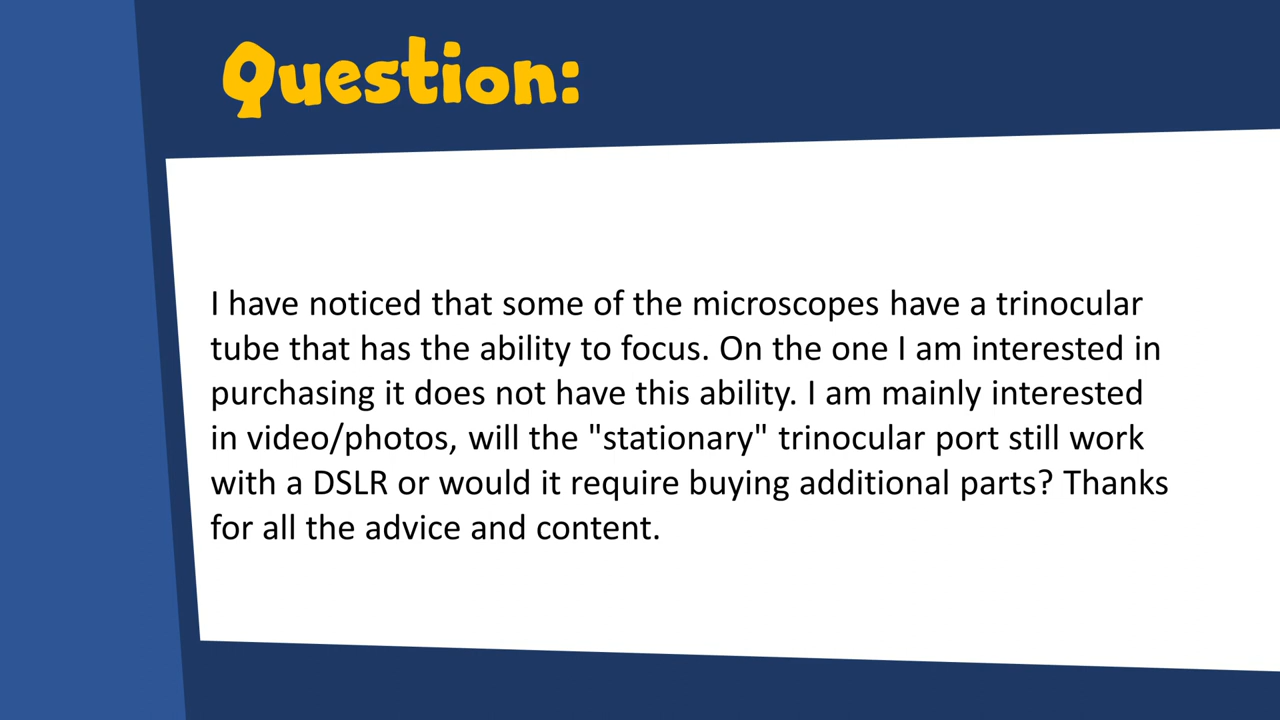 Question:
I have noticed that some of the microscopes have a trinocular
tube that has the ability to focus. On the one I am interested in
purchasing it does not have this ability. I am mainly interested
in video/photos, will the "stationary" trinocular port still work
with a DSLR or would it require buying additional parts? Thanks
for all the advice and content.